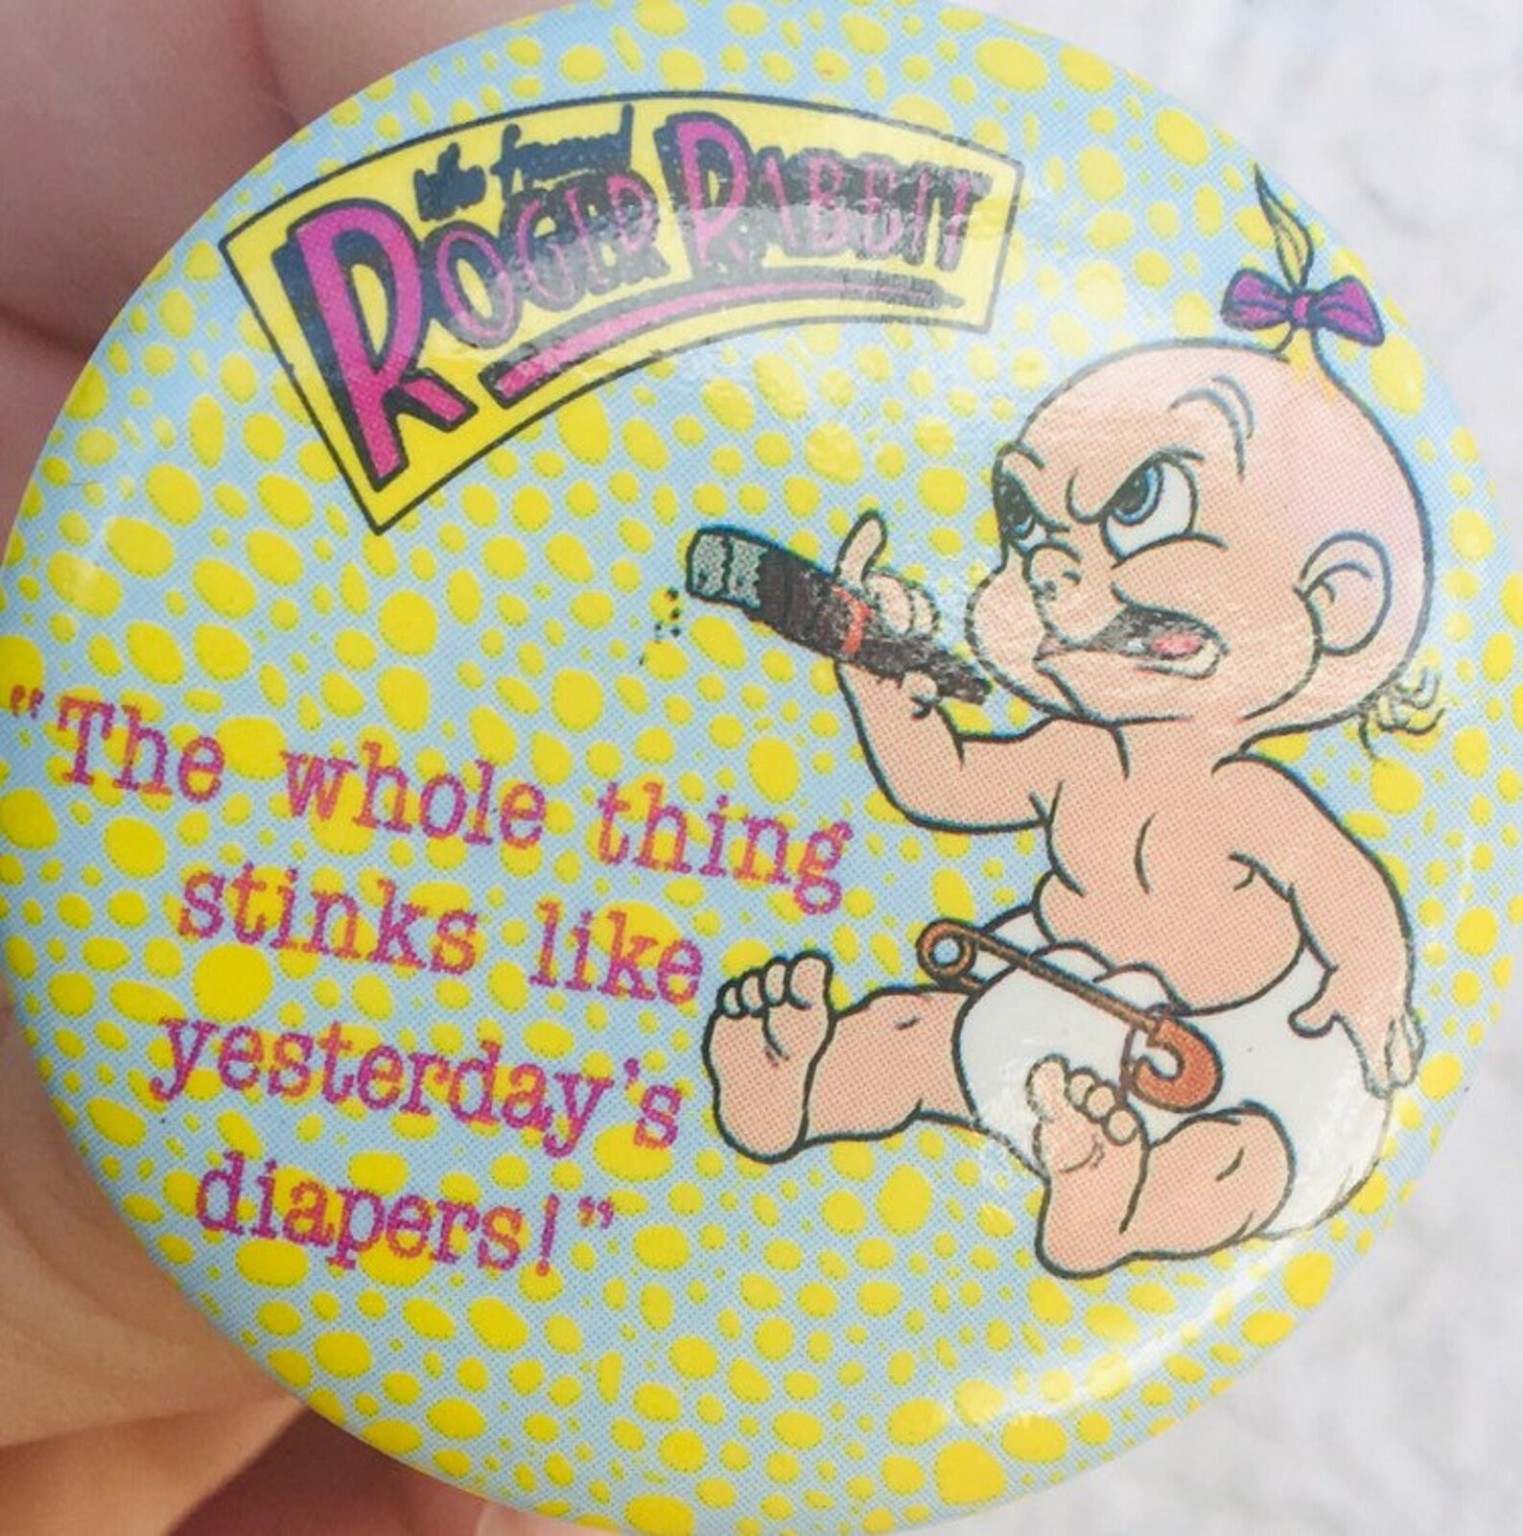 Who framed
ROGER RABBIT
"The whole thing
stinks like
yesterday's
diapers!"